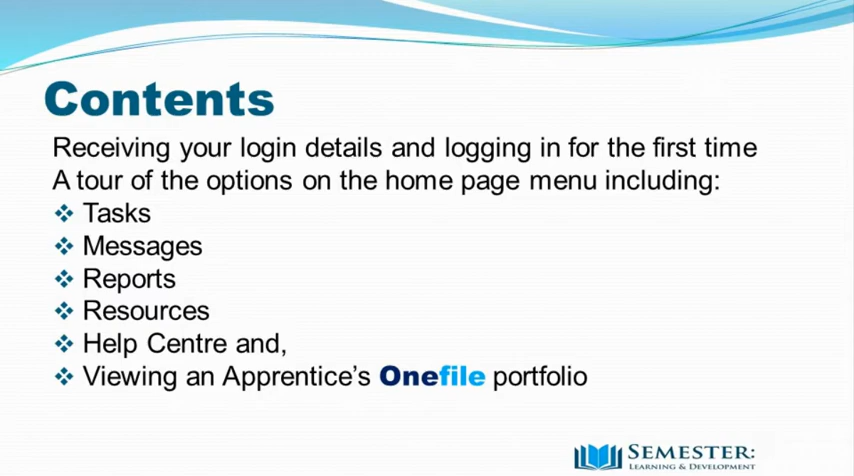 Contents
Receiving your login details and logging in for the first time
A tour of the options on the home page menu including:
❖ Tasks
❖ Messages
❖ Reports
❖ Resources
❖ Help Centre and,
❖ Viewing an Apprentice's Onefile portfolio
SEMESTER:
LEARNING & DEVELOPMENT